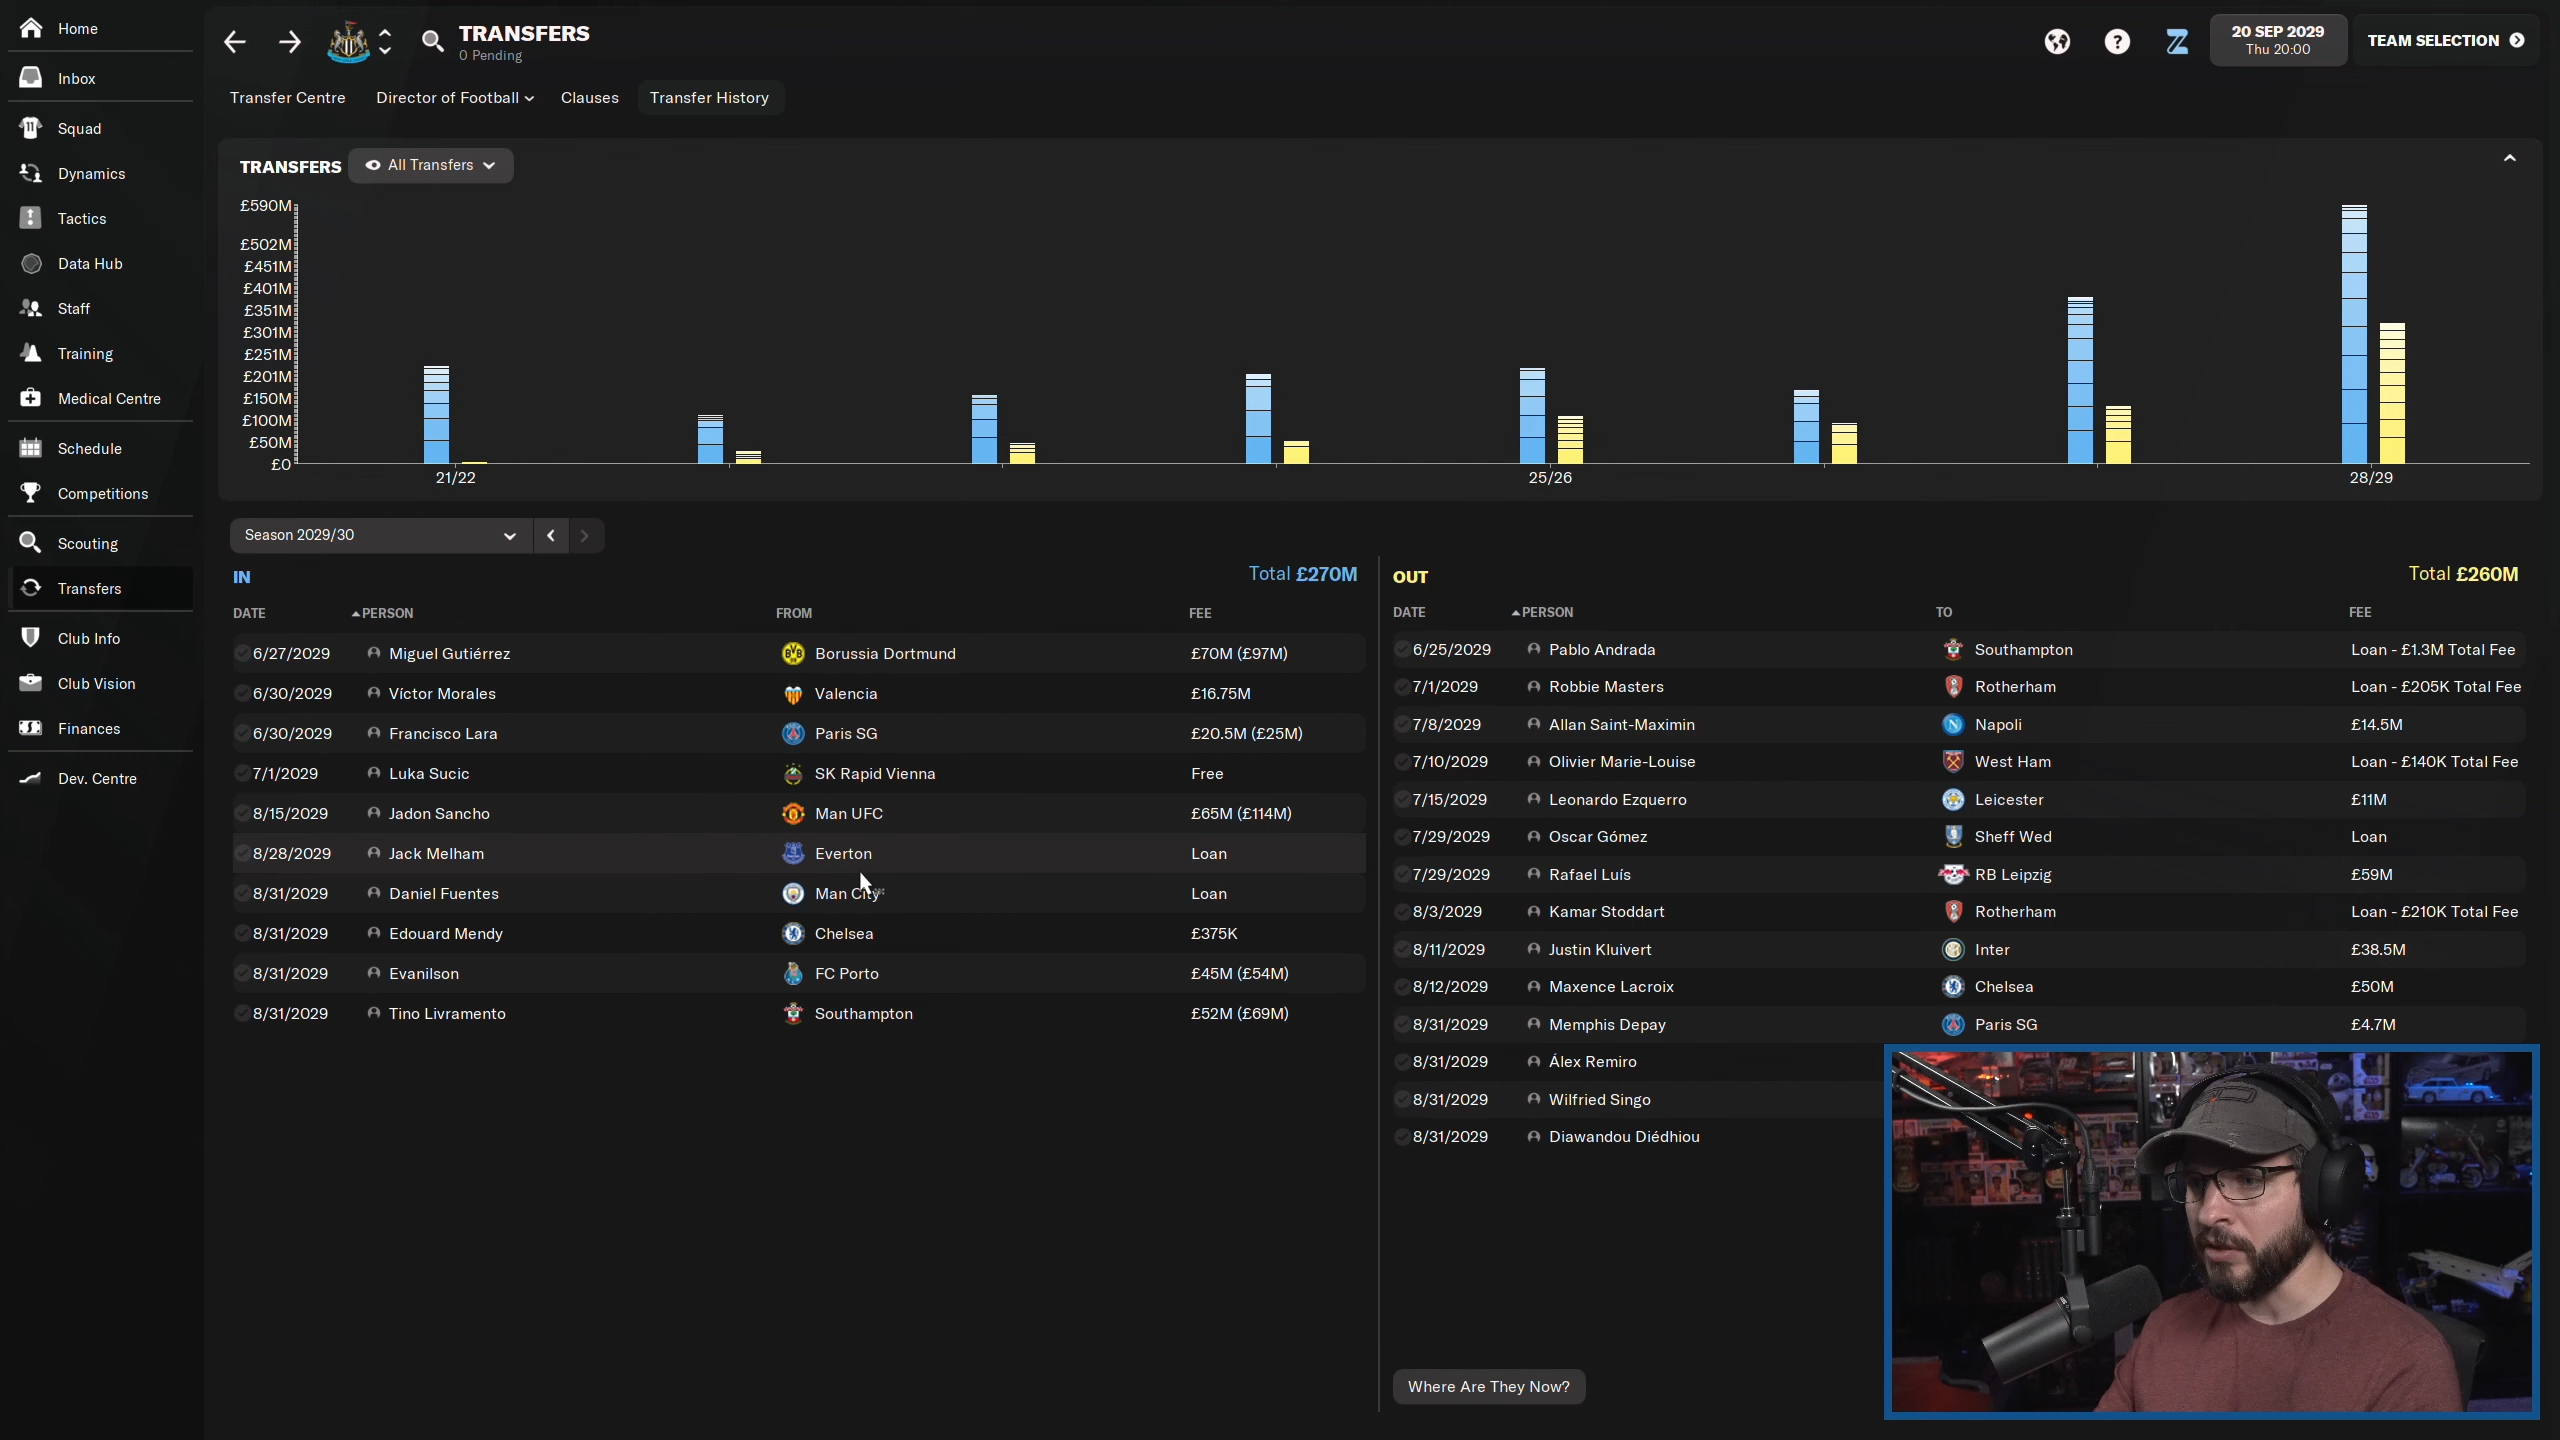 Home
Inbox
Squad
Dynamics
Tactics
Data Hub
Staff
Training
Medical Centre
Schedule
Competitions
Scouting
Transfers
Club Info
Club Vision
Finances
Dev. Centre
TRANSFERS
0 Pending
20 SEP 2029
Thu 20:00
TEAM SELECTION
Transfer Centre Director of Football Clauses Transfer History
TRANSFERS All Transfers
£590M
£502M
£451M
£401M
£351M
£301M
£251M
£201M
£150M
£100M
£50M
£0
21/22 25/26 28/29
Season 2029/30
IN Total £270M
DATE PERSON FROM FEE
6/27/2029 Miguel Gutiérrez Borussia Dortmund £70M (£97M)
6/30/2029 Víctor Morales Valencia £16.75M
6/30/2029 Francisco Lara Paris SG £20.5M (£25M)
7/1/2029 Luka Sucic SK Rapid Vienna Free
8/15/2029 Jadon Sancho Man UFC £65M (£114M)
8/28/2029 Jack Melham Everton Loan
8/31/2029 Daniel Fuentes Man City Loan
8/31/2029 Edouard Mendy Chelsea £375K
8/31/2029 Evanilson FC Porto £45M (£54M)
8/31/2029 Tino Livramento Southampton £52M (£69M)
OUT Total £260M
DATE PERSON TO FEE
6/25/2029 Pablo Andrada Southampton Loan - £1.3M Total Fee
7/1/2029 Robbie Masters Rotherham Loan - £205K Total Fee
7/8/2029 Allan Saint-Maximin Napoli £14.5M
7/10/2029 Olivier Marie-Louise West Ham Loan - £140K Total Fee
7/15/2029 Leonardo Ezquerro Leicester £11M
7/29/2029 Oscar Gómez Sheff Wed Loan
7/29/2029 Rafael Luís RB Leipzig £59M
8/3/2029 Kamar Stoddart Rotherham Loan - £210K Total Fee
8/11/2029 Justin Kluivert Inter £38.5M
8/12/2029 Maxence Lacroix Chelsea £50M
8/31/2029 Memphis Depay Paris SG £4.7M
8/31/2029 Álex Remiro
8/31/2029 Wilfried Singo
8/31/2029 Diawandou Diédhiou
Where Are They Now?